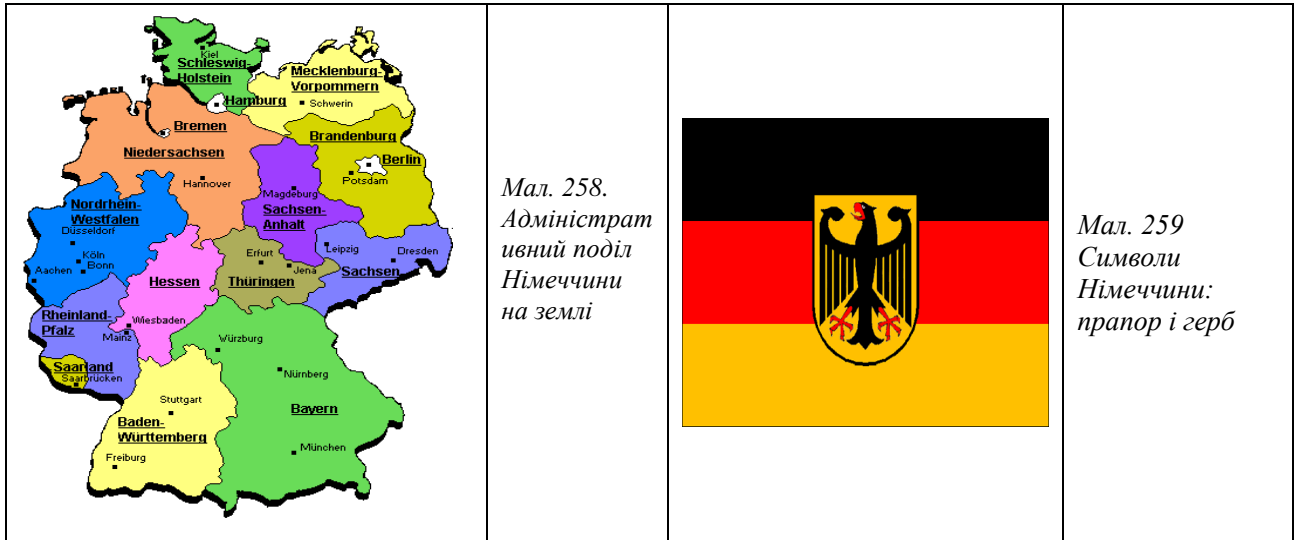 Kiel
Schleswig-
Holstein
Mecklenburg-
Vorpommern
Hamburg
Schwerin
Bremen
Brandenburg
Niedersachsen
Berlin
Potsdam
Hannover
Magdeburg
Nordrhein-
Westfalen
Sachsen-
Anhalt
Düsseldorf
Leipzig
Dresden
Köln
Bonn
Erfurt
Jena
Aachen
Sachsen
Hessen
Thüringen
Rheinland-
Pfalz
Wiesbaden
Mainz
Würzburg
Saarland
Saarbrücken
Nürnberg
Stuttgart
Bayern
Baden-
Württemberg
München
Freiburg
Мал. 258.
Адміністрат
ивний поділ
Німеччини
на землі
Мал. 259
Символи
Німеччини:
прапор і герб